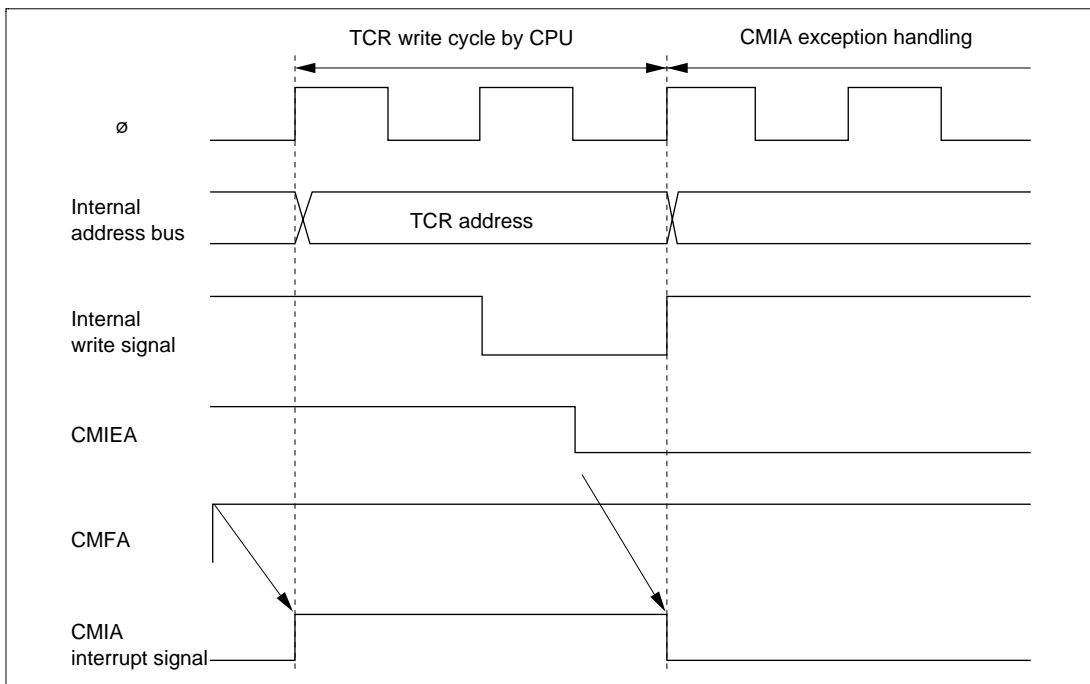 TCR write cycle by CPU
CMIA exception handling
ø
Internal
address bus
TCR address
Internal
write signal
CMIEA
CMFA
CMIA
interrupt signal